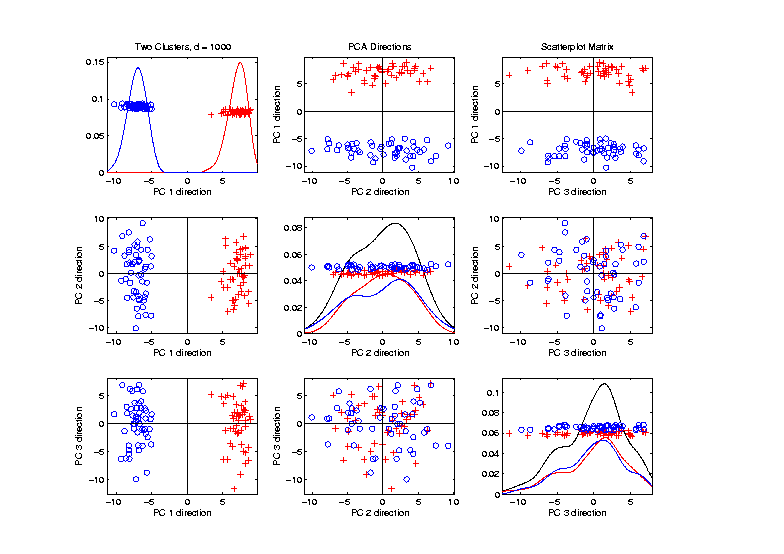 Two Clusters, d = 1000
PCA Directions
Scatterplot Matrix
0.15
0.1
0.05
0
−10 −5 0 5
PC 1 direction
PC 1 direction
5
0
−5
−10
−10 −5 0 5 10
PC 2 direction
PC 1 direction
5
0
−5
−10
−10 −5 0 5
PC 3 direction
PC 2 direction
10
5
0
−5
−10
−10 −5 0 5
PC 1 direction
0.08
0.06
0.04
0.02
0
−10 −5 0 5 10
PC 2 direction
PC 2 direction
10
5
0
−5
−10
−10 −5 0 5
PC 3 direction
PC 3 direction
5
0
−5
−10
−10 −5 0 5
PC 1 direction
PC 3 direction
5
0
−5
−10
−10 −5 0 5 10
PC 2 direction
0.1
0.08
0.06
0.04
0.02
0
−10 −5 0 5
PC 3 direction